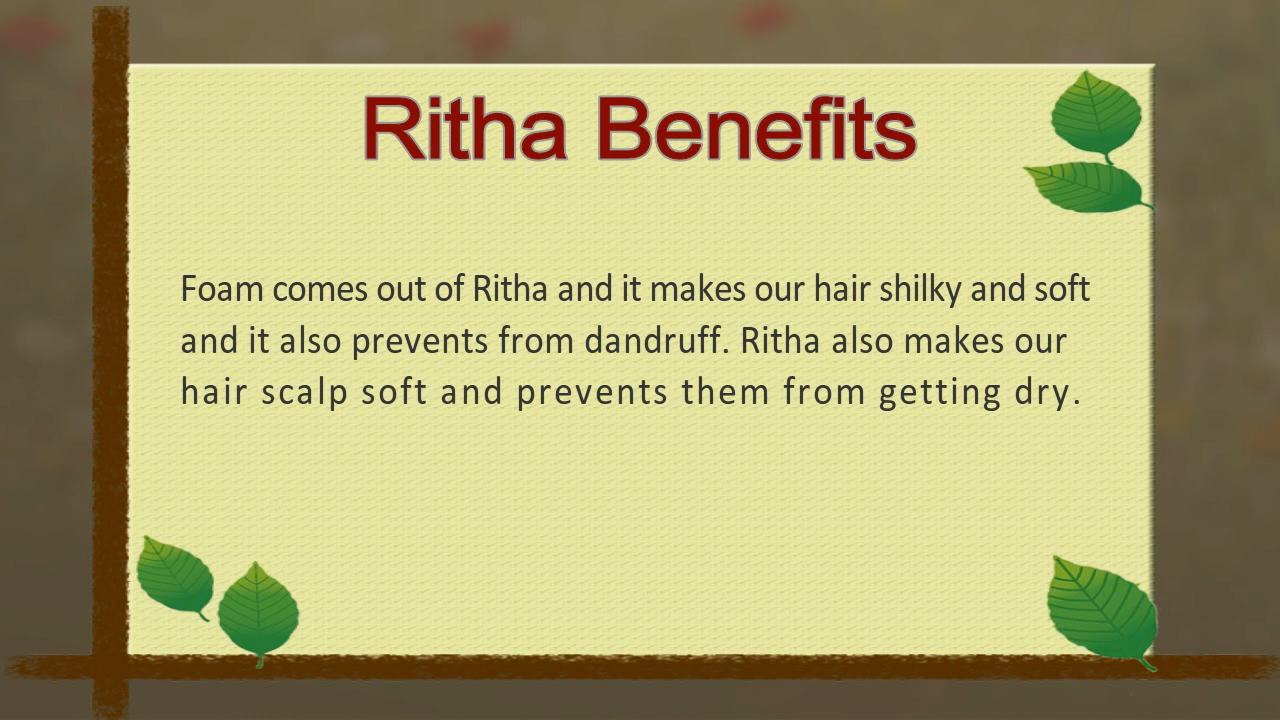 Ritha Benefits
Foam comes out of Ritha and it makes our hair shilky and soft
and it also prevents from dandruff. Ritha also makes our
hair scalp soft and prevents them from getting dry.